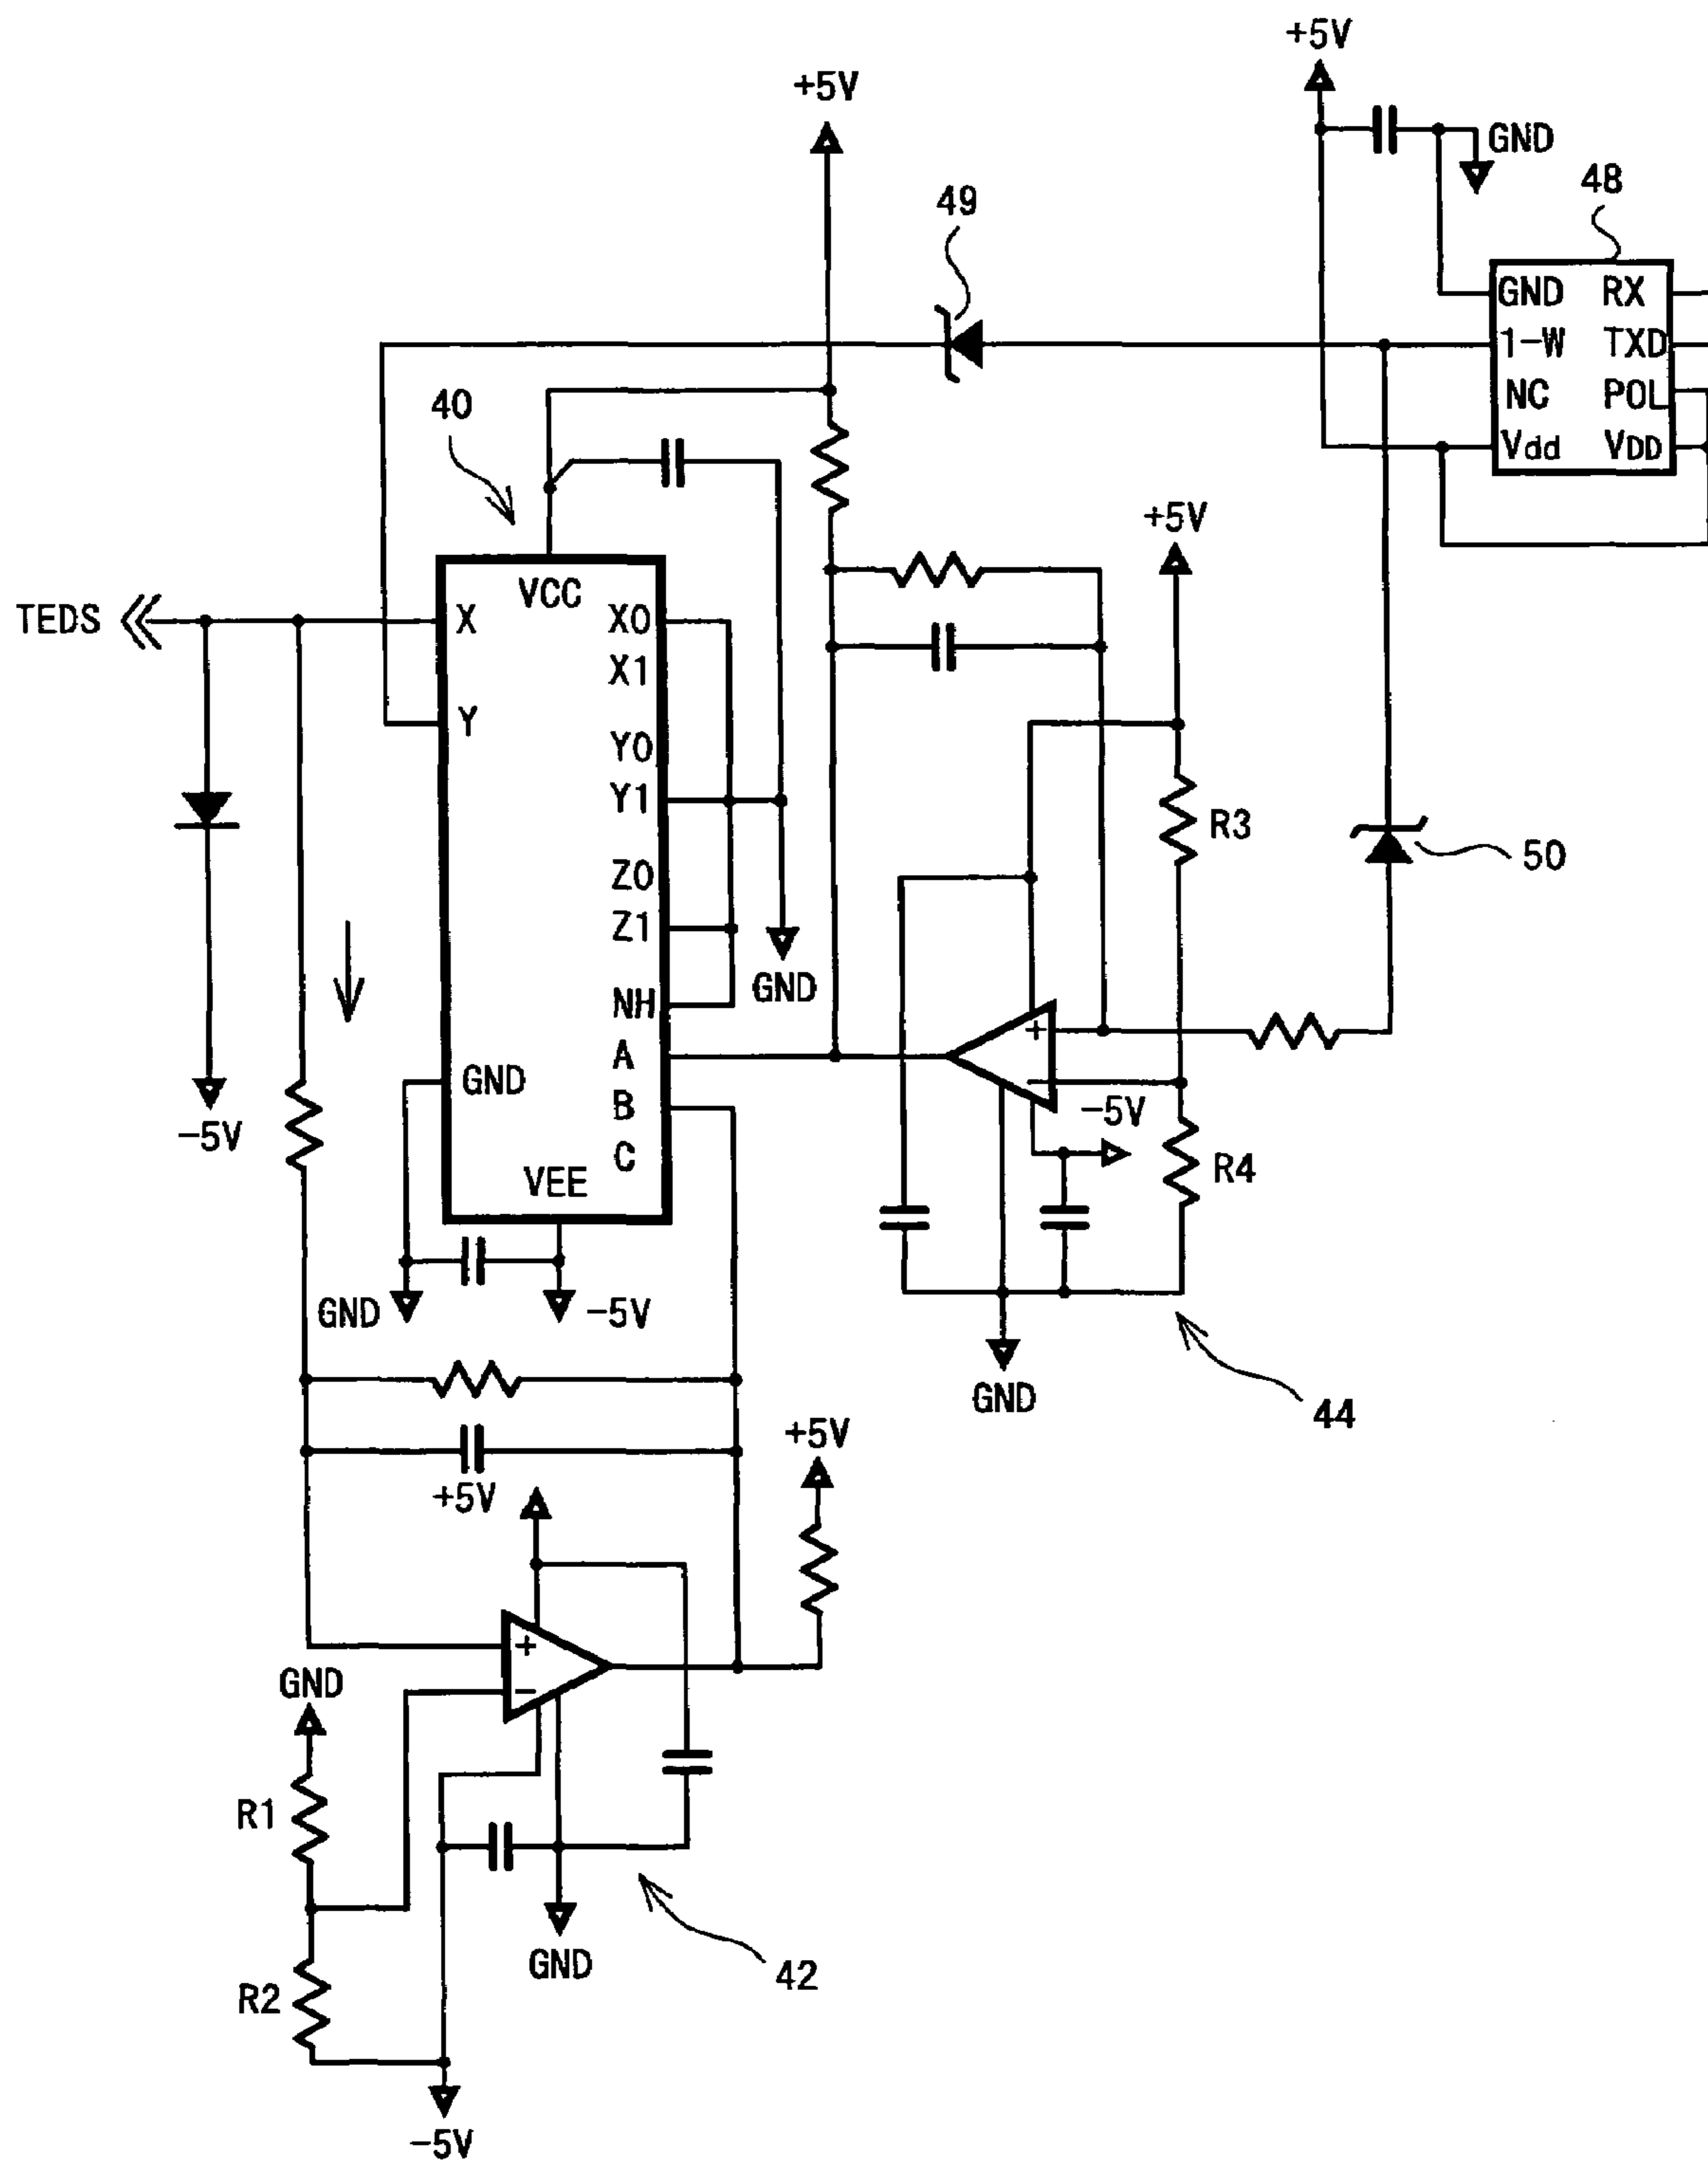 +5V
+5V
GND
48
49
GND RX
1-W TXD
NC POL
Vdd VDD
40
+5V
TEDS
X VCC X0
X1
Y Y0
Y1
Z0
Z1
NH
A
GND B
C
VEE
GND
R3
50
+
−
-5V
R4
-5V
GND
-5V
GND
44
+5V
+5V
+
−
GND
R1
GND
42
R2
-5V